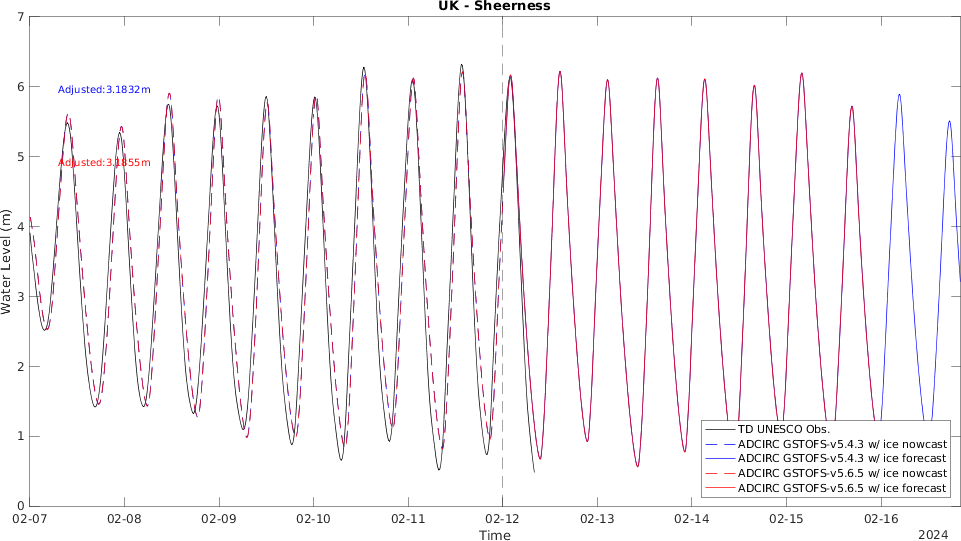 UK - Sheerness
7
6
5
4
3
2
1
0
Water Level (m)
Adjusted:3.1832m
Adjusted:3.1855m
TD UNESCO Obs.
ADCIRC GSTOFS-v5.4.3 w/ ice nowcast
ADCIRC GSTOFS-v5.4.3 w/ ice forecast
ADCIRC GSTOFS-v5.6.5 w/ ice nowcast
ADCIRC GSTOFS-v5.6.5 w/ ice forecast
02-07 02-08 02-09 02-10 02-11 02-12 02-13 02-14 02-15 02-16
Time
2024